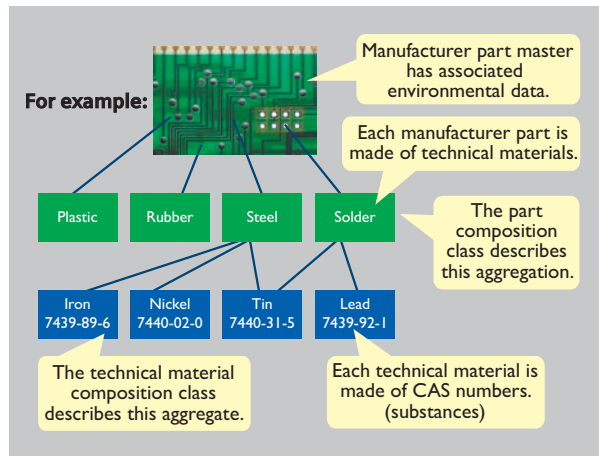 Manufacturer part master
has associated
environmental data.
For example:
Each manufacturer part is
made of technical materials.
Plastic
Rubber
Steel
Solder
The part
composition
class describes
this aggregation.
Iron
7439-89-6
Nickel
7440-02-0
Tin
7440-31-5
Lead
7439-92-1
The technical material
composition class
describes this aggregate.
Each technical material is
made of CAS numbers.
(substances)